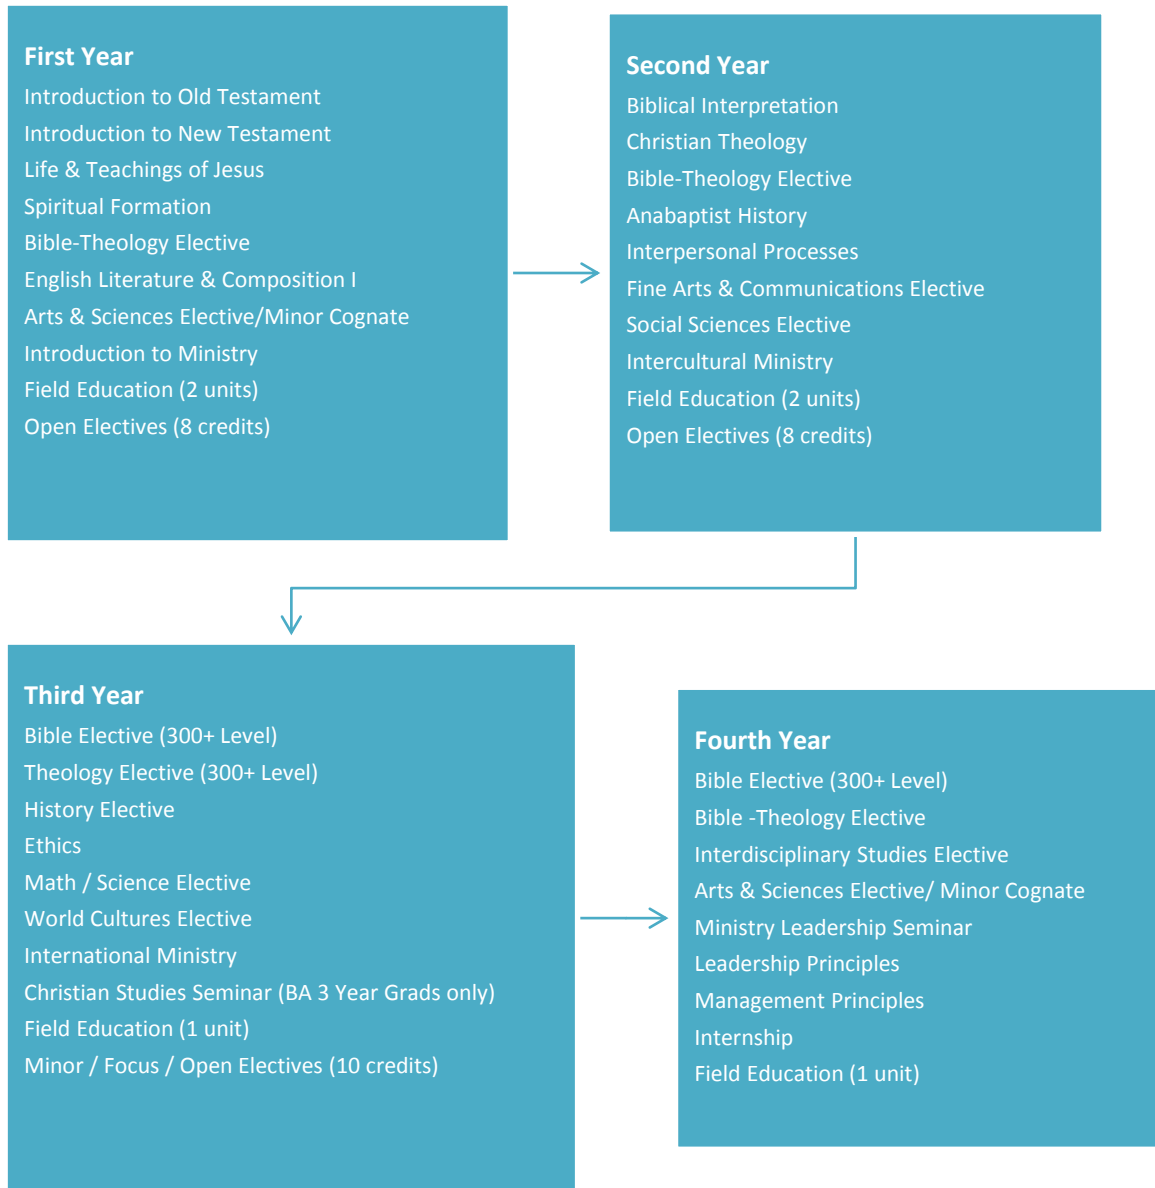 First Year
Introduction to Old Testament
Introduction to New Testament
Life & Teachings of Jesus
Spiritual Formation
Bible-Theology Elective
English Literature & Composition I
Arts & Sciences Elective/Minor Cognate
Introduction to Ministry
Field Education (2 units)
Open Electives (8 credits)
Second Year
Biblical Interpretation
Christian Theology
Bible-Theology Elective
Anabaptist History
Interpersonal Processes
Fine Arts & Communications Elective
Social Sciences Elective
Intercultural Ministry
Field Education (2 units)
Open Electives (8 credits)
Third Year
Bible Elective (300+ Level)
Theology Elective (300+ Level)
History Elective
Ethics
Math / Science Elective
World Cultures Elective
International Ministry
Christian Studies Seminar (BA 3 Year Grads only)
Field Education (1 unit)
Minor / Focus / Open Electives (10 credits)
Fourth Year
Bible Elective (300+ Level)
Bible -Theology Elective
Interdisciplinary Studies Elective
Arts & Sciences Elective/ Minor Cognate
Ministry Leadership Seminar
Leadership Principles
Management Principles
Internship
Field Education (1 unit)